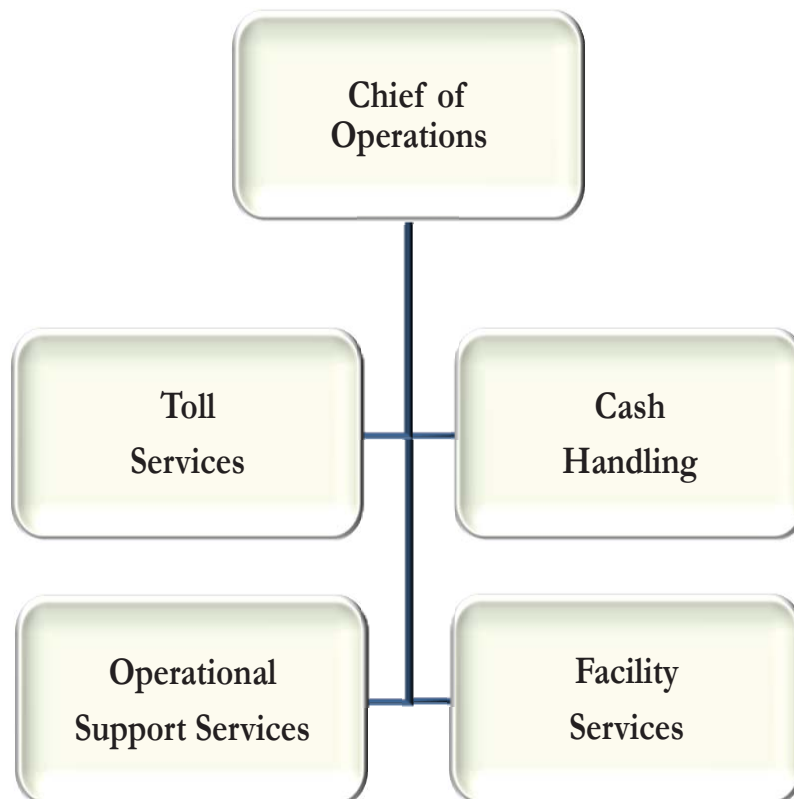 Chief of
Operations
Toll
Services
Cash
Handling
Operational
Support Services
Facility
Services